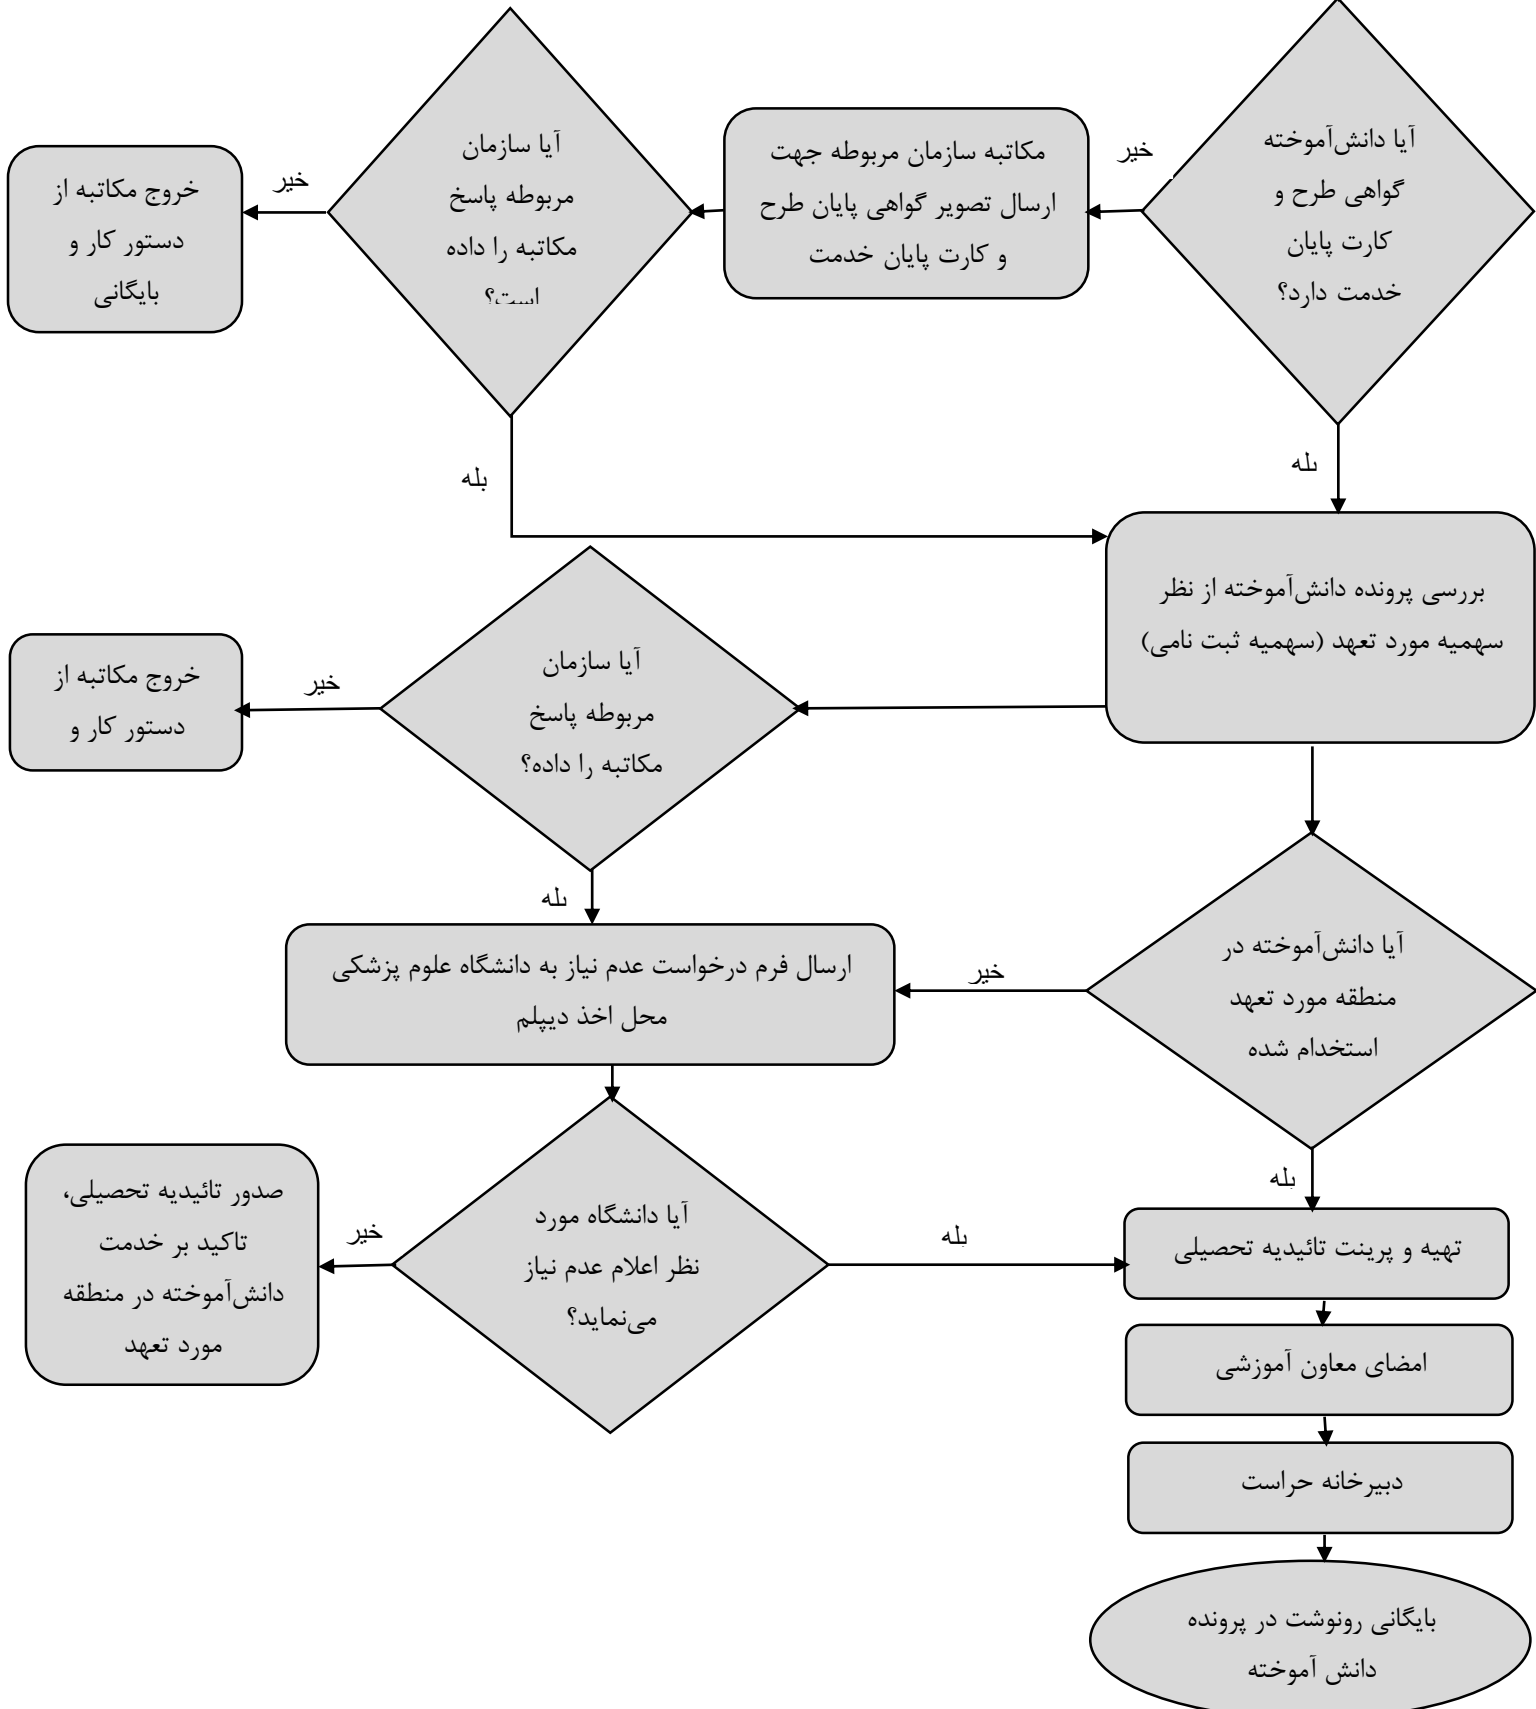 آیا دانش‌آموخته
گواهی طرح و
کارت پایان
خدمت دارد؟
خیر
مکاتبه سازمان مربوطه جهت
ارسال تصویر گواهی پایان طرح
و کارت پایان خدمت
آیا سازمان
مربوطه پاسخ
مکاتبه را داده
است؟
خیر
خروج مکاتبه از
دستور کار و
بایگانی
بله
بله
بررسی پرونده دانش‌آموخته از نظر
سهمیه مورد تعهد (سهمیه ثبت نامی)
آیا سازمان
مربوطه پاسخ
مکاتبه را داده؟
خیر
خروج مکاتبه از
دستور کار و
بله
آیا دانش‌آموخته در
منطقه مورد تعهد
استخدام شده
خیر
ارسال فرم درخواست عدم نیاز به دانشگاه علوم پزشکی
محل اخذ دیپلم
بله
آیا دانشگاه مورد
نظر اعلام عدم نیاز
می‌نماید؟
خیر
صدور تائیدیه تحصیلی،
تاکید بر خدمت
دانش‌آموخته در منطقه
مورد تعهد
بله
تهیه و پرینت تائیدیه تحصیلی
امضای معاون آموزشی
دبیرخانه حراست
بایگانی رونوشت در پرونده
دانش آموخته